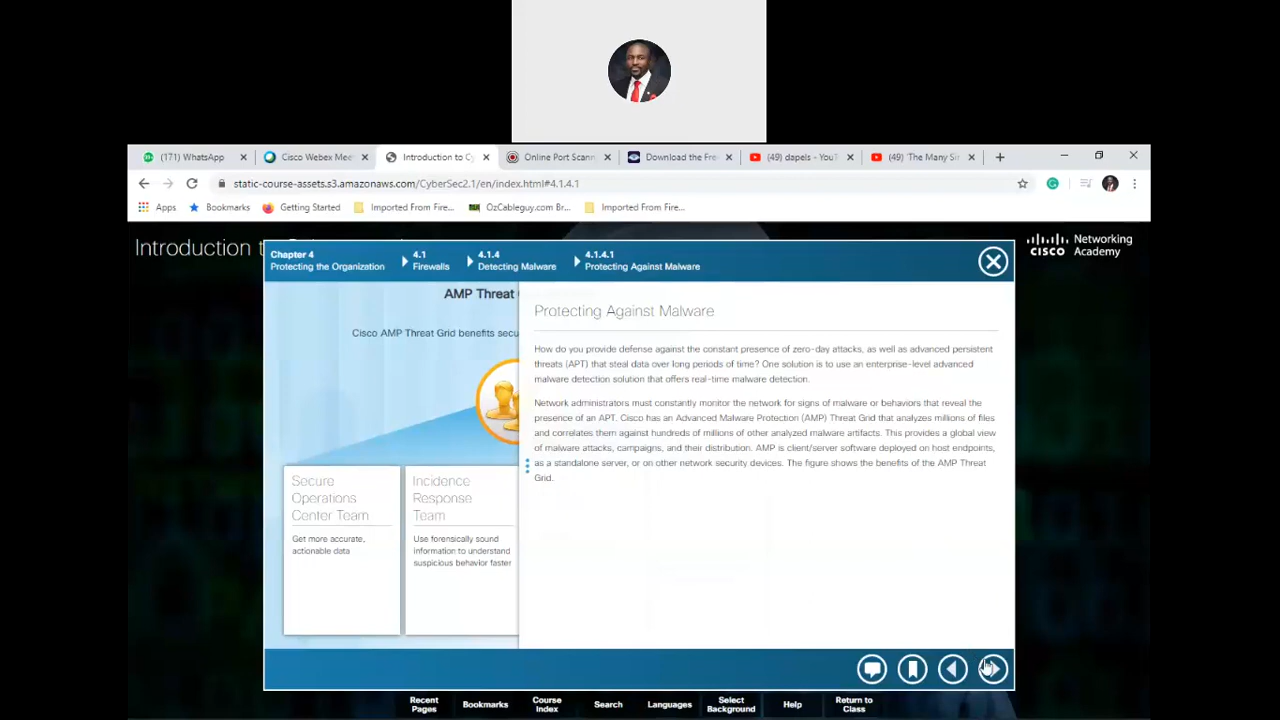 (171) WhatsApp
Cisco Webex Mee
Introduction to Cy
Online Port Scann
Download the Fre
(49) dapels - YouT
(49) 'The Many Sin
static-course-assets.s3.amazonaws.com/CyberSec2.1/en/index.html#4.1.4.1
Apps
Bookmarks
Getting Started
Imported From Fire...
OzCableguy.com Br...
Imported From Fire...
Introduction t
CISCO
Networking
Academy
Chapter 4
Protecting the Organization
4.1
Firewalls
4.1.4
Detecting Malware
4.1.4.1
Protecting Against Malware
AMP Threat
Cisco AMP Threat Grid benefits secu
Secure
Operations
Center Team
Get more accurate,
actionable data
Incidence
Response
Team
Use forensically sound
information to understand
suspicious behavior faster
Protecting Against Malware
How do you provide defense against the constant presence of zero-day attacks, as well as advanced persistent
threats (APT) that steal data over long periods of time? One solution is to use an enterprise-level advanced
malware detection solution that offers real-time malware detection.
Network administrators must constantly monitor the network for signs of malware or behaviors that reveal the
presence of an APT. Cisco has an Advanced Malware Protection (AMP) Threat Grid that analyzes millions of files
and correlates them against hundreds of millions of other analyzed malware artifacts. This provides a global view
of malware attacks, campaigns, and their distribution. AMP is client/server software deployed on host endpoints,
as a standalone server, or on other network security devices. The figure shows the benefits of the AMP Threat
Grid.
Recent
Pages
Bookmarks
Course
Index
Search
Languages
Select
Background
Help
Return to
Class